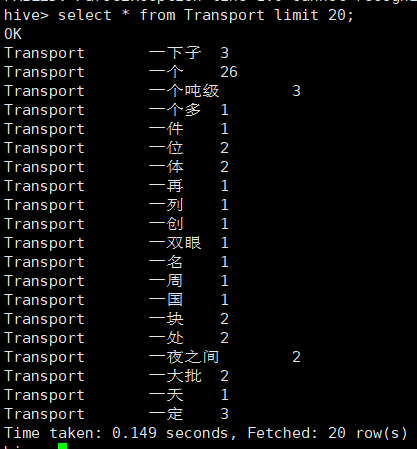 hive> select * from Transport limit 20;
OK
Transport 一下子 3
Transport 一个 26
Transport 一个吨级 3
Transport 一个多 1
Transport 一件 1
Transport 一位 2
Transport 一体 2
Transport 一再 1
Transport 一列 1
Transport 一创 1
Transport 一双眼 1
Transport 一名 1
Transport 一周 1
Transport 一国 1
Transport 一块 2
Transport 一处 2
Transport 一夜之间 2
Transport 一大批 2
Transport 一天 1
Transport 一定 3
Time taken: 0.149 seconds, Fetched: 20 row(s)